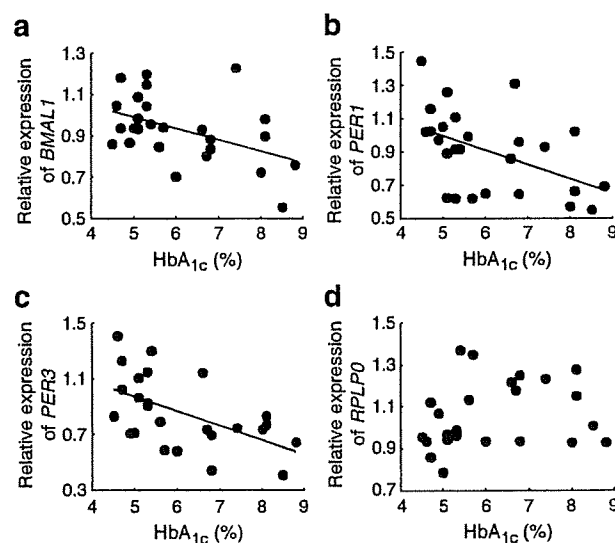 a
Relative expression
of BMAL1
1.3
1.1
0.9
0.7
0.5
4 5 6 7 8 9
HbA1c (%)
b
Relative expression
of PER1
1.5
1.3
1.1
0.9
0.7
0.5
4 5 6 7 8 9
HbA1c (%)
c
Relative expression
of PER3
1.5
1.1
0.7
0.3
4 5 6 7 8 9
HbA1c (%)
d
Relative expression
of RPLP0
1.5
1.3
1.1
0.9
0.7
4 5 6 7 8 9
HbA1c (%)